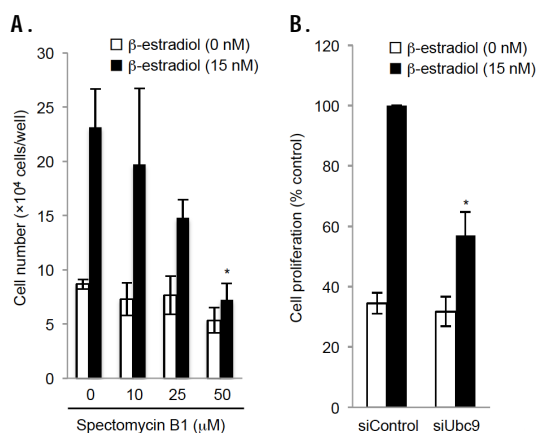 A.
β-estradiol (0 nM)
β-estradiol (15 nM)
Cell number (×10⁴ cells/well)
30
25
20
15
10
5
0
*
0 10 25 50
Spectomycin B1 (μM)
B.
β-estradiol (0 nM)
β-estradiol (15 nM)
Cell proliferation (% control)
120
100
80
60
40
20
0
*
siControl siUbc9